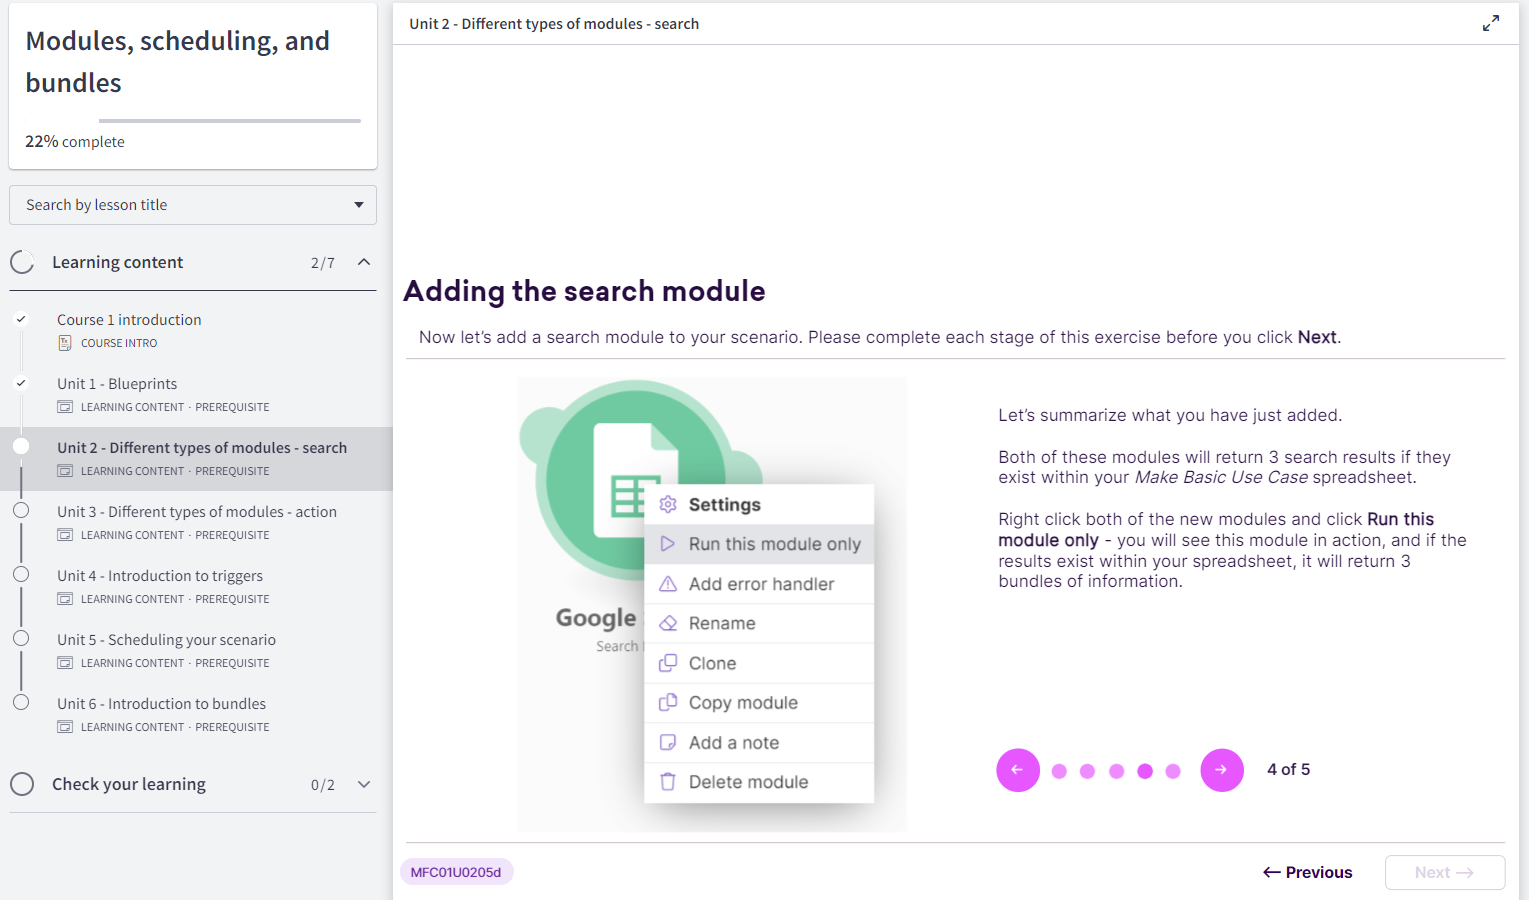 Modules, scheduling, and
bundles
22% complete
Search by lesson title
Learning content 2/7
Course 1 introduction
COURSE INTRO
Unit 1 - Blueprints
LEARNING CONTENT · PREREQUISITE
Unit 2 - Different types of modules - search
LEARNING CONTENT · PREREQUISITE
Unit 3 - Different types of modules - action
LEARNING CONTENT · PREREQUISITE
Unit 4 - Introduction to triggers
LEARNING CONTENT · PREREQUISITE
Unit 5 - Scheduling your scenario
LEARNING CONTENT · PREREQUISITE
Unit 6 - Introduction to bundles
LEARNING CONTENT · PREREQUISITE
Check your learning 0/2
Unit 2 - Different types of modules - search
Adding the search module
Now let's add a search module to your scenario. Please complete each stage of this exercise before you click Next.
Google
Search
Settings
Run this module only
Add error handler
Rename
Clone
Copy module
Add a note
Delete module
Let's summarize what you have just added.
Both of these modules will return 3 search results if they
exist within your Make Basic Use Case spreadsheet.
Right click both of the new modules and click Run this
module only - you will see this module in action, and if the
results exist within your spreadsheet, it will return 3
bundles of information.
← → 4 of 5
MFC01U0205d
← Previous
Next →